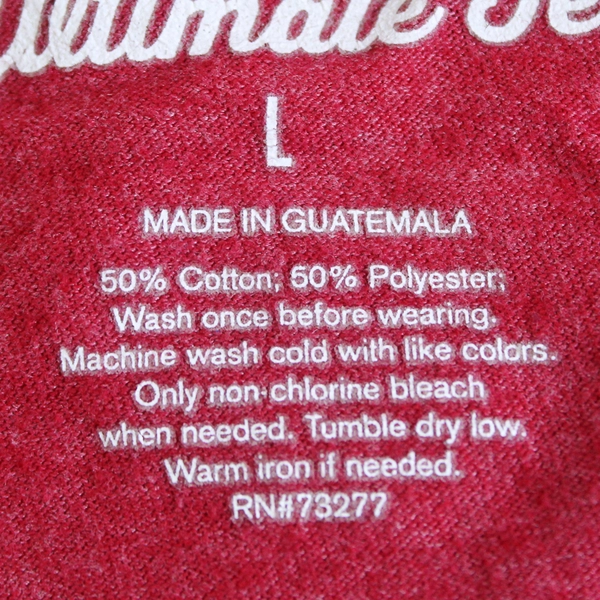 Ultimate
L
MADE IN GUATEMALA
50% Cotton; 50% Polyester;
Wash once before wearing.
Machine wash cold with like colors.
Only non-chlorine bleach
when needed. Tumble dry low.
Warm iron if needed.
RN#73277